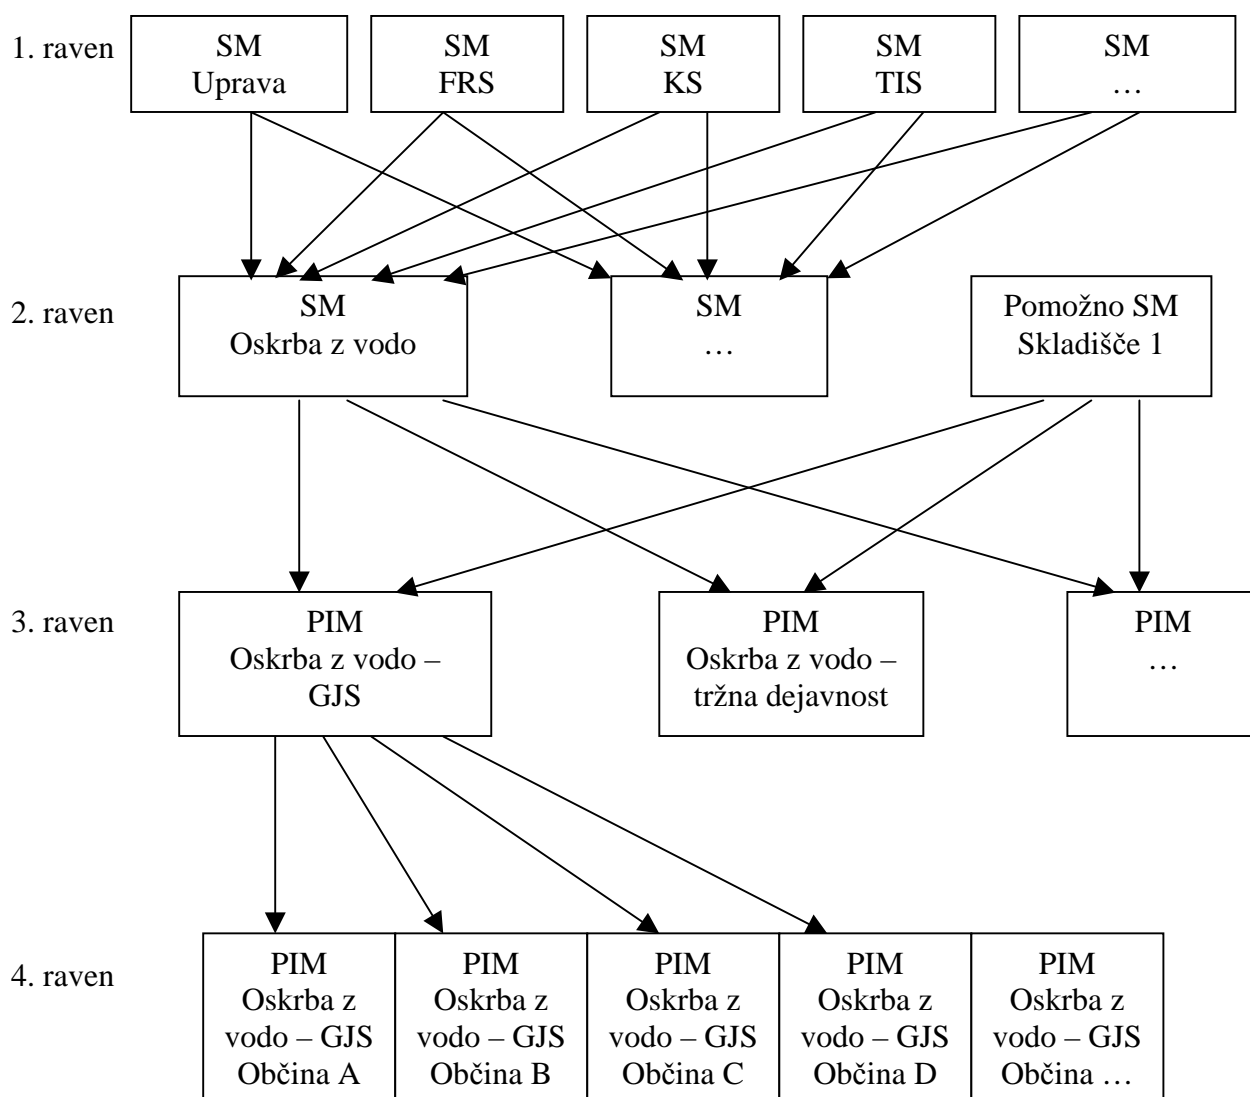 1. raven
SM
Uprava
SM
FRS
SM
KS
SM
TIS
SM
…
2. raven
SM
Oskrba z vodo
SM
…
Pomožno SM
Skladišče 1
3. raven
PIM
Oskrba z vodo –
GJS
PIM
Oskrba z vodo –
tržna dejavnost
PIM
…
4. raven
PIM
Oskrba z
vodo – GJS
Občina A
PIM
Oskrba z
vodo – GJS
Občina B
PIM
Oskrba z
vodo – GJS
Občina C
PIM
Oskrba z
vodo – GJS
Občina D
PIM
Oskrba z
vodo – GJS
Občina …